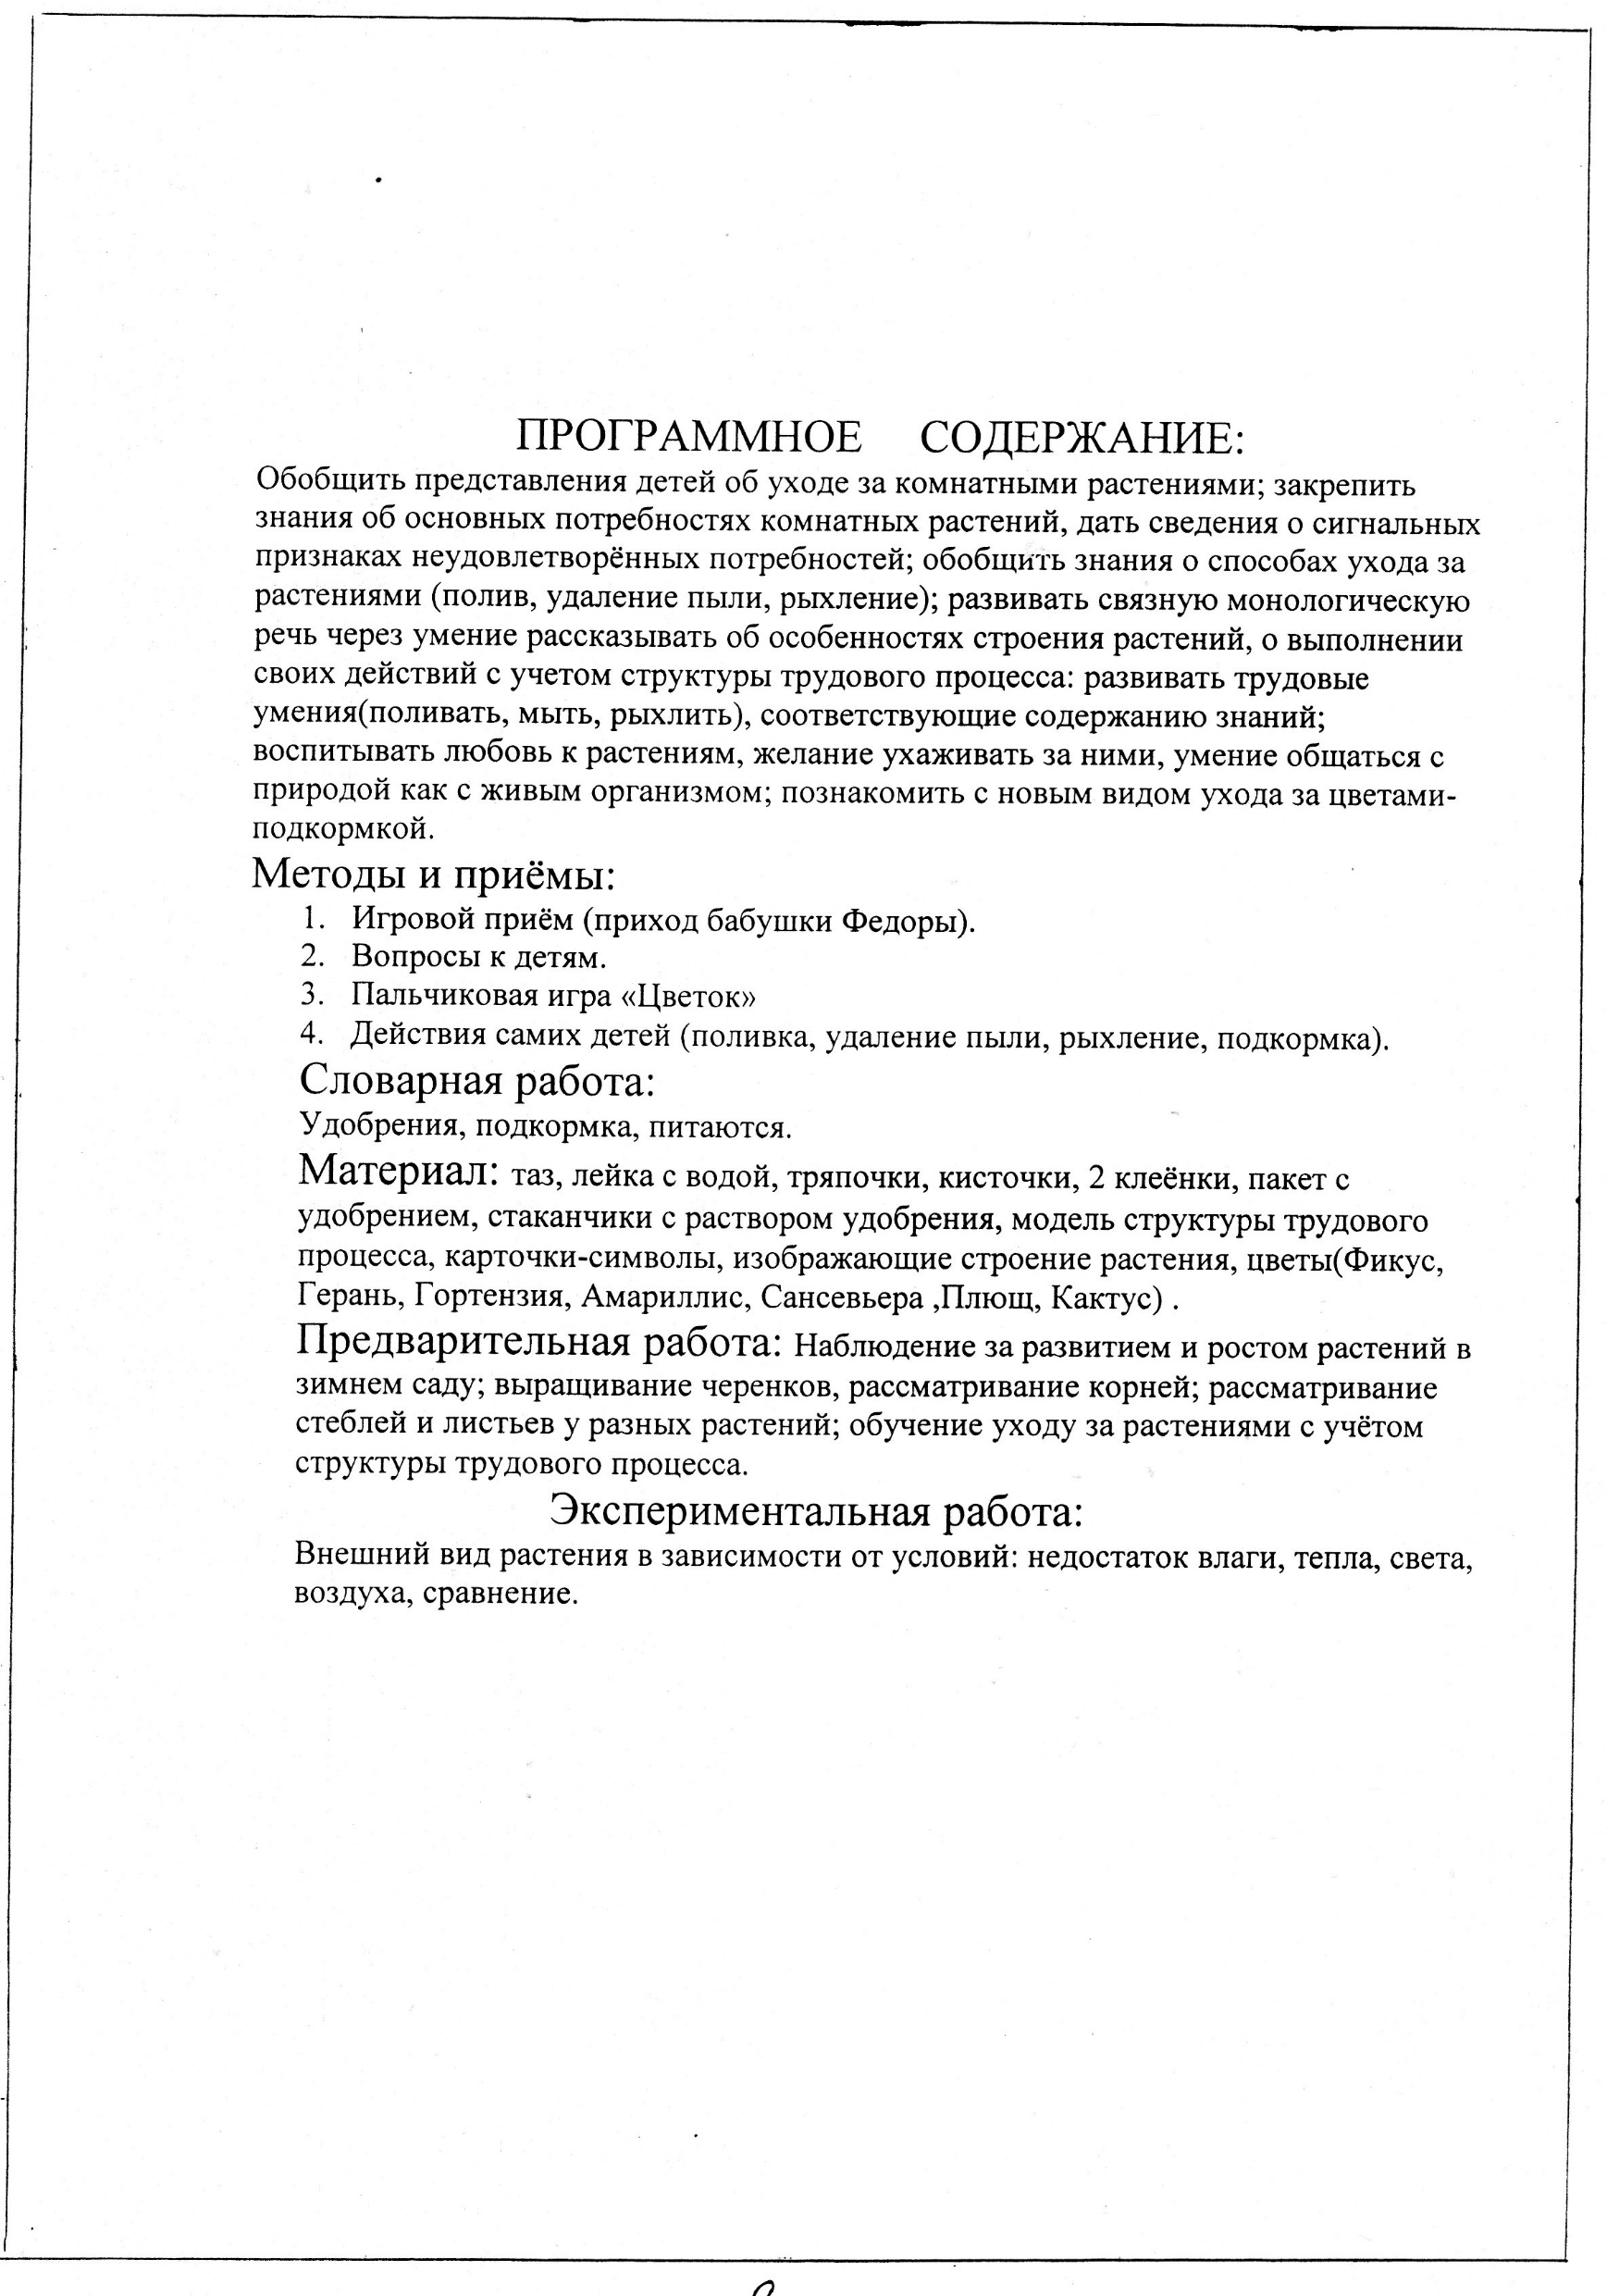 ПРОГРАММНОЕ СОДЕРЖАНИЕ:
Обобщить представления детей об уходе за комнатными растениями; закрепить
знания об основных потребностях комнатных растений, дать сведения о сигнальных
признаках неудовлетворённых потребностей; обобщить знания о способах ухода за
растениями (полив, удаление пыли, рыхление); развивать связную монологическую
речь через умение рассказывать об особенностях строения растений, о выполнении
своих действий с учетом структуры трудового процесса: развивать трудовые
умения(поливать, мыть, рыхлить), соответствующие содержанию знаний;
воспитывать любовь к растениям, желание ухаживать за ними, умение общаться с
природой как с живым организмом; познакомить с новым видом ухода за цветами-
подкормкой.
Методы и приёмы:
1. Игровой приём (приход бабушки Федоры).
2. Вопросы к детям.
3. Пальчиковая игра «Цветок»
4. Действия самих детей (поливка, удаление пыли, рыхление, подкормка).
Словарная работа:
Удобрения, подкормка, питаются.
Материал: таз, лейка с водой, тряпочки, кисточки, 2 клеёнки, пакет с
удобрением, стаканчики с раствором удобрения, модель структуры трудового
процесса, карточки-символы, изображающие строение растения, цветы(Фикус,
Герань, Гортензия, Амариллис, Сансевьера ,Плющ, Кактус) .
Предварительная работа: Наблюдение за развитием и ростом растений в
зимнем саду; выращивание черенков, рассматривание корней; рассматривание
стеблей и листьев у разных растений; обучение уходу за растениями с учётом
структуры трудового процесса.
Экспериментальная работа:
Внешний вид растения в зависимости от условий: недостаток влаги, тепла, света,
воздуха, сравнение.